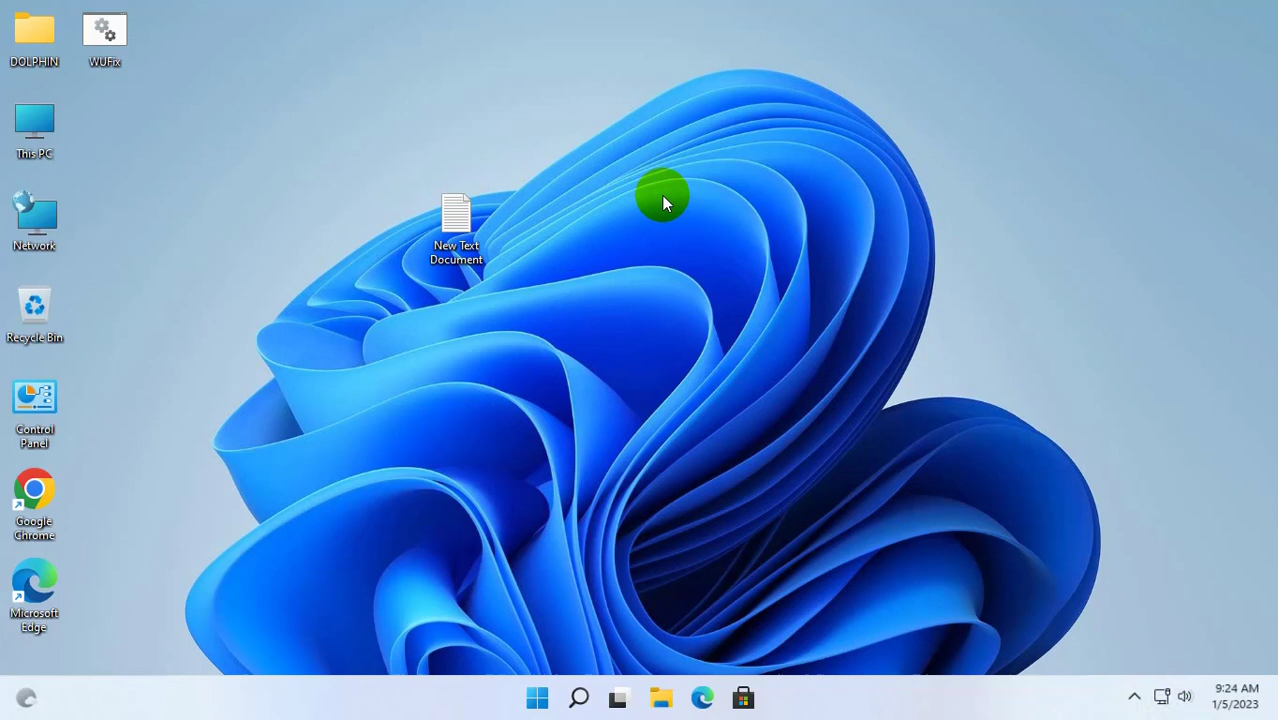 DOLPHIN
WUFix
This PC
Network
Recycle Bin
Control
Panel
Google
Chrome
Microsoft
Edge
New Text
Document
9:24 AM
1/5/2023